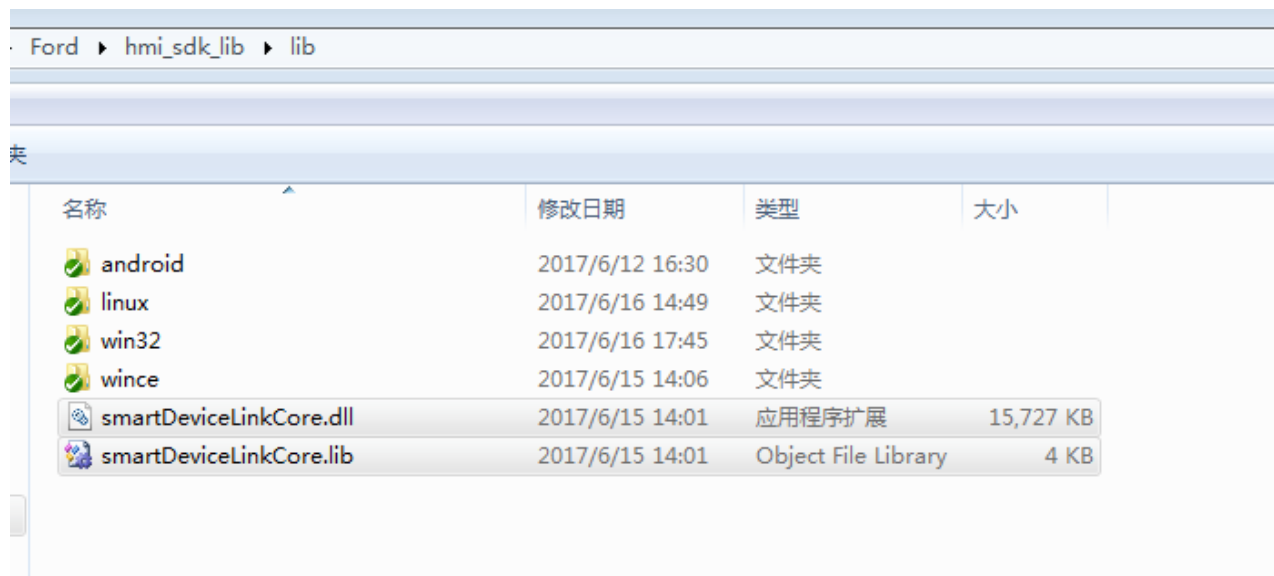 Ford hmi_sdk_lib lib
夹
名称 修改日期 类型 大小
android 2017/6/12 16:30 文件夹
linux 2017/6/16 14:49 文件夹
win32 2017/6/16 17:45 文件夹
wince 2017/6/15 14:06 文件夹
smartDeviceLinkCore.dll 2017/6/15 14:01 应用程序扩展 15,727 KB
smartDeviceLinkCore.lib 2017/6/15 14:01 Object File Library 4 KB